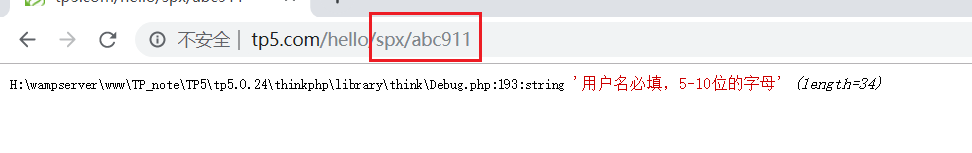 tp5.com/hello/spx/abc911
不安全 | tp5.com/hello/spx/abc911
H:\wampserver\www\TP_note\TP5\tp5.0.24\thinkphp\library\think\Debug.php:193:string '用户名必填，5-10位的字母' (length=34)